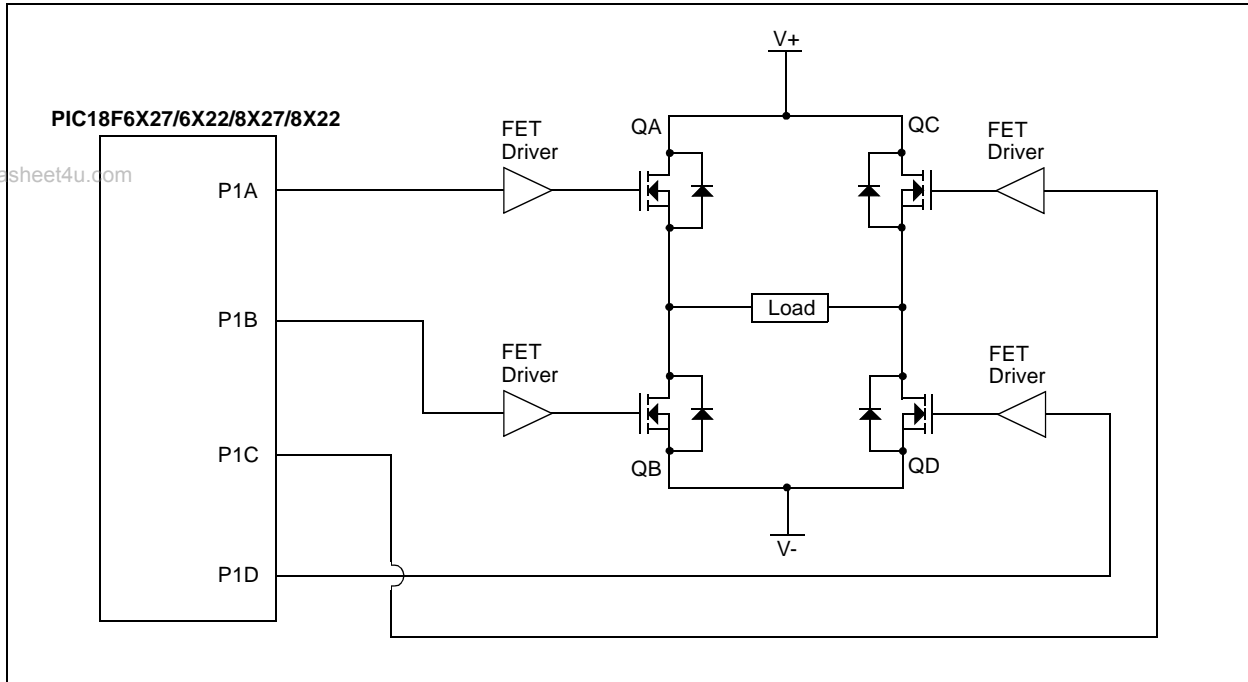 V+
PIC18F6X27/6X22/8X27/8X22
FET
Driver
QA
QC
FET
Driver
asheet4u.com
P1A
P1B
Load
FET
Driver
FET
Driver
P1C
QB
QD
V-
P1D